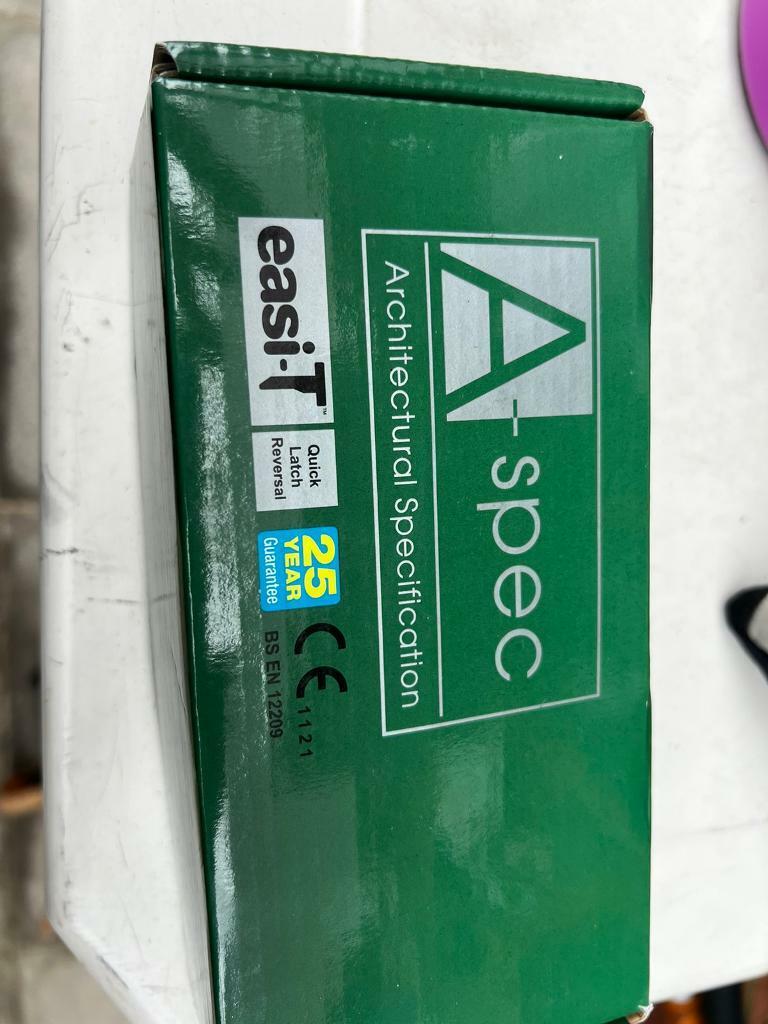 A-spec
Architectural Specification
easi-T™
Quick
Latch
Reversal
25
YEAR
Guarantee
CE 1121
BS EN 12209